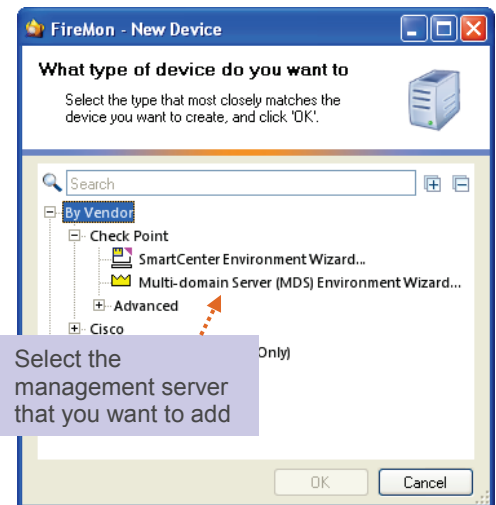 FireMon - New Device
What type of device do you want to
Select the type that most closely matches the
device you want to create, and click 'OK'.
Search
By Vendor
Check Point
SmartCenter Environment Wizard...
Multi-domain Server (MDS) Environment Wizard...
Advanced
Cisco
Only)
Select the
management server
that you want to add
OK
Cancel